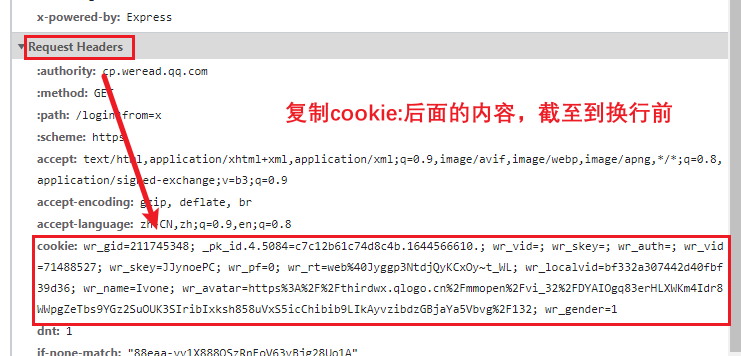 x-powered-by: Express
Request Headers
:authority: cp.weread.qq.com
:method: GET
:path: /login?from=x
复制cookie:后面的内容，截至到换行前
:scheme: https
accept: text/html,application/xhtml+xml,application/xml;q=0.9,image/avif,image/webp,image/apng,*/*;q=0.8,
application/signed-exchange;v=b3;q=0.9
accept-encoding: gzip, deflate, br
accept-language: zh-CN,zh;q=0.9,en;q=0.8
cookie: wr_gid=211745348; _pk_id.4.5084=c7c12b61c74d8c4b.1644566610.; wr_vid=; wr_skey=; wr_auth=; wr_vid
=71488527; wr_skey=JJynoePC; wr_pf=0; wr_rt=web%40Jyggp3NtdjQyKCxOy~t_WL; wr_localvid=bf332a307442d40fbf
39d36; wr_name=Ivone; wr_avatar=https%3A%2F%2Fthirdwx.qlogo.cn%2Fmmopen%2Fvi_32%2FDYAIOgq83erHLXWKm4Idr8
WWpgZeTbs9YGz2SuOUK3SIribIxksh858uVxS5icChibib9LIkAyvzibdzGBjaYa5Vbvg%2F132; wr_gender=1
dnt: 1
if-none-match: